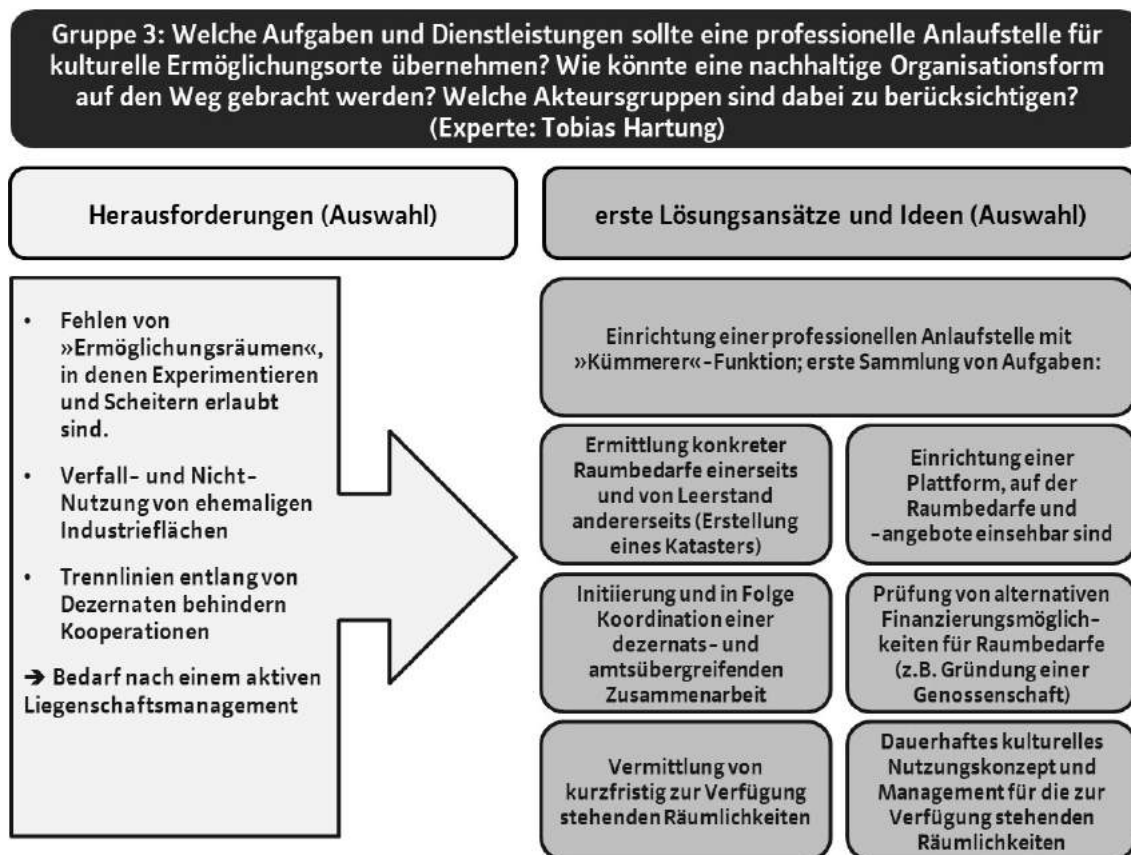 Gruppe 3: Welche Aufgaben und Dienstleistungen sollte eine professionelle Anlaufstelle für
kulturelle Ermöglichungsorte übernehmen? Wie könnte eine nachhaltige Organisationsform
auf den Weg gebracht werden? Welche Akteursgruppen sind dabei zu berücksichtigen?
(Experte: Tobias Hartung)
Herausforderungen (Auswahl)
erste Lösungsansätze und Ideen (Auswahl)
• Fehlen von
»Ermöglichungsräumen«,
in denen Experimentieren
und Scheitern erlaubt
sind.
• Verfall- und Nicht-
Nutzung von ehemaligen
Industrieflächen
• Trennlinien entlang von
Dezernaten behindern
Kooperationen
➔ Bedarf nach einem aktiven
Liegenschaftsmanagement
Einrichtung einer professionellen Anlaufstelle mit
»Kümmerer«-Funktion; erste Sammlung von Aufgaben:
Ermittlung konkreter
Raumbedarfe einerseits
und von Leerstand
andererseits (Erstellung
eines Katasters)
Einrichtung einer
Plattform, auf der
Raumbedarfe und
-angebote einsehbar sind
Initiierung und in Folge
Koordination einer
dezernats- und
amtsübergreifenden
Zusammenarbeit
Prüfung von alternativen
Finanzierungsmöglich-
keiten für Raumbedarfe
(z.B. Gründung einer
Genossenschaft)
Vermittlung von
kurzfristig zur Verfügung
stehenden Räumlichkeiten
Dauerhaftes kulturelles
Nutzungskonzept und
Management für die zur
Verfügung stehenden
Räumlichkeiten